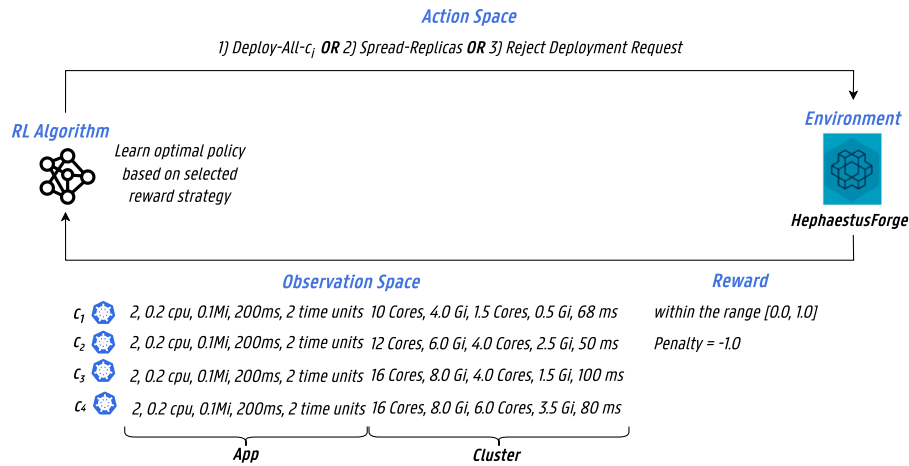 Action Space
1) Deploy-All-cᵢ OR 2) Spread-Replicas OR 3) Reject Deployment Request
RL Algorithm
Learn optimal policy
based on selected
reward strategy
Environment
HephaestusForge
Observation Space
Reward
c₁ 2, 0.2 cpu, 0.1Mi, 200ms, 2 time units 10 Cores, 4.0 Gi, 1.5 Cores, 0.5 Gi, 68 ms
within the range [0.0, 1.0]
c₂ 2, 0.2 cpu, 0.1Mi, 200ms, 2 time units 12 Cores, 6.0 Gi, 4.0 Cores, 2.5 Gi, 50 ms
Penalty = -1.0
c₃ 2, 0.2 cpu, 0.1Mi, 200ms, 2 time units 16 Cores, 8.0 Gi, 4.0 Cores, 1.5 Gi, 100 ms
c₄ 2, 0.2 cpu, 0.1Mi, 200ms, 2 time units 16 Cores, 8.0 Gi, 6.0 Cores, 3.5 Gi, 80 ms
App
Cluster